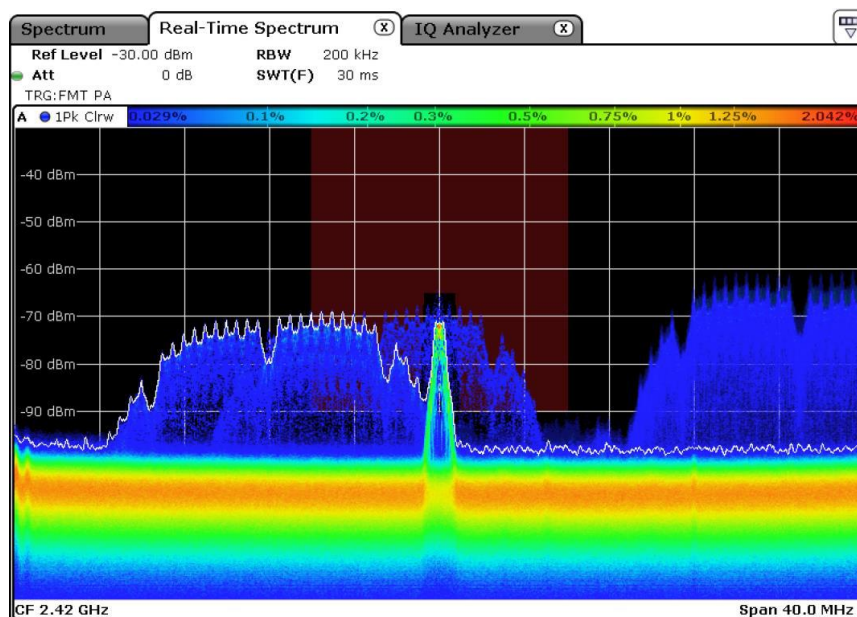 Spectrum Real-Time Spectrum X IQ Analyzer X
Ref Level -30.00 dBm RBW 200 kHz
Att 0 dB SWT(F) 30 ms
TRG:FMT PA
A 1Pk Clrw 0.029% 0.1% 0.2% 0.3% 0.5% 0.75% 1% 1.25% 2.042%
-40 dBm
-50 dBm
-60 dBm
-70 dBm
-80 dBm
-90 dBm
CF 2.42 GHz Span 40.0 MHz